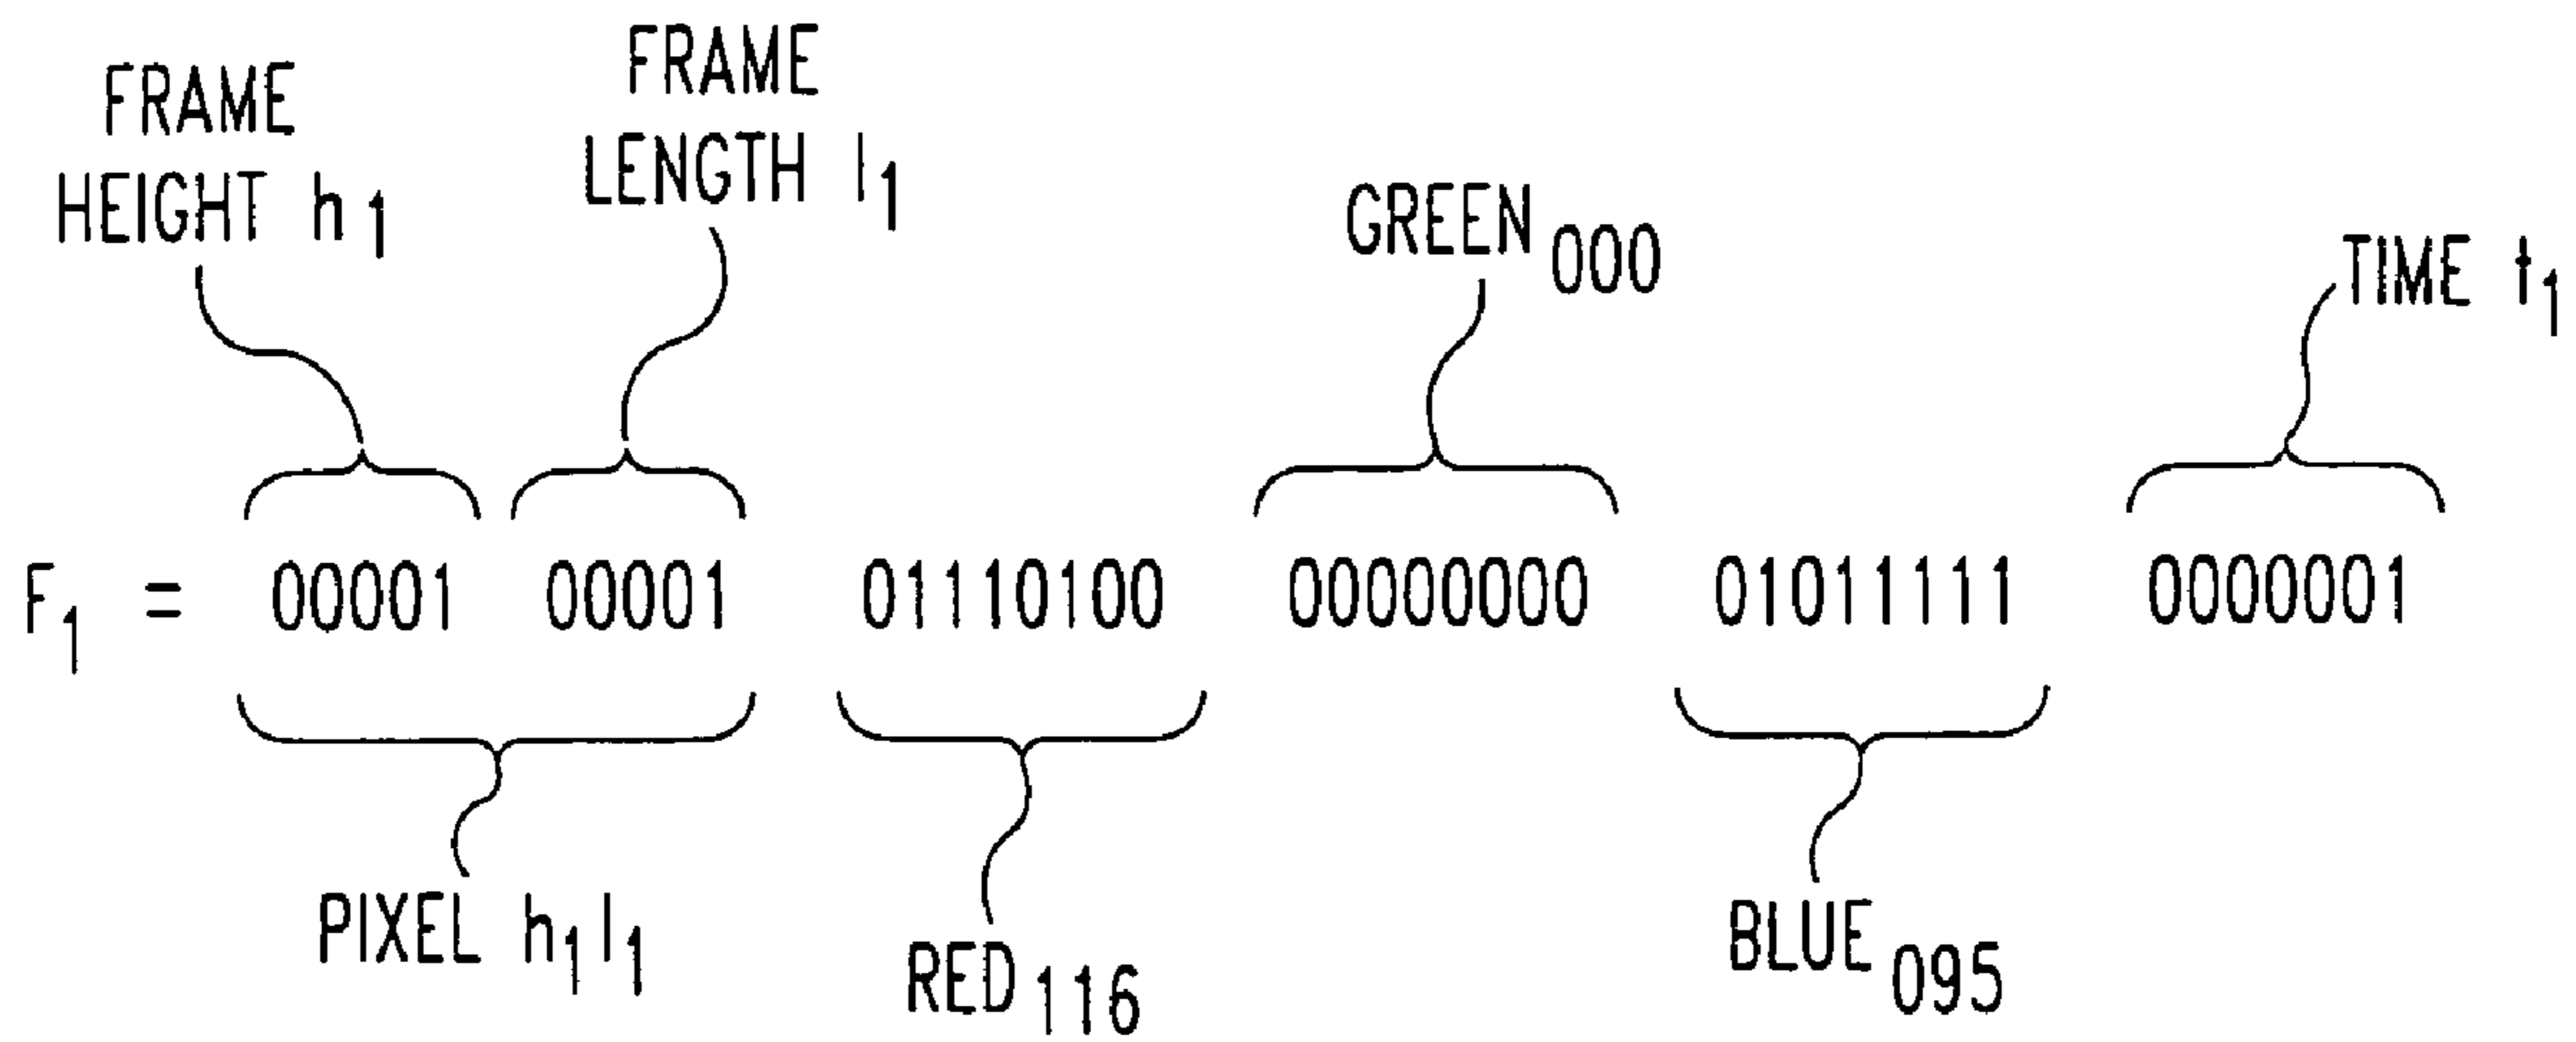 FRAME
HEIGHT h₁
FRAME
LENGTH l₁
GREEN₀₀₀
TIME t₁
F₁ = 00001 00001 01110100 00000000 01011111 0000001
PIXEL h₁l₁
RED₁₁₆
BLUE₀₉₅